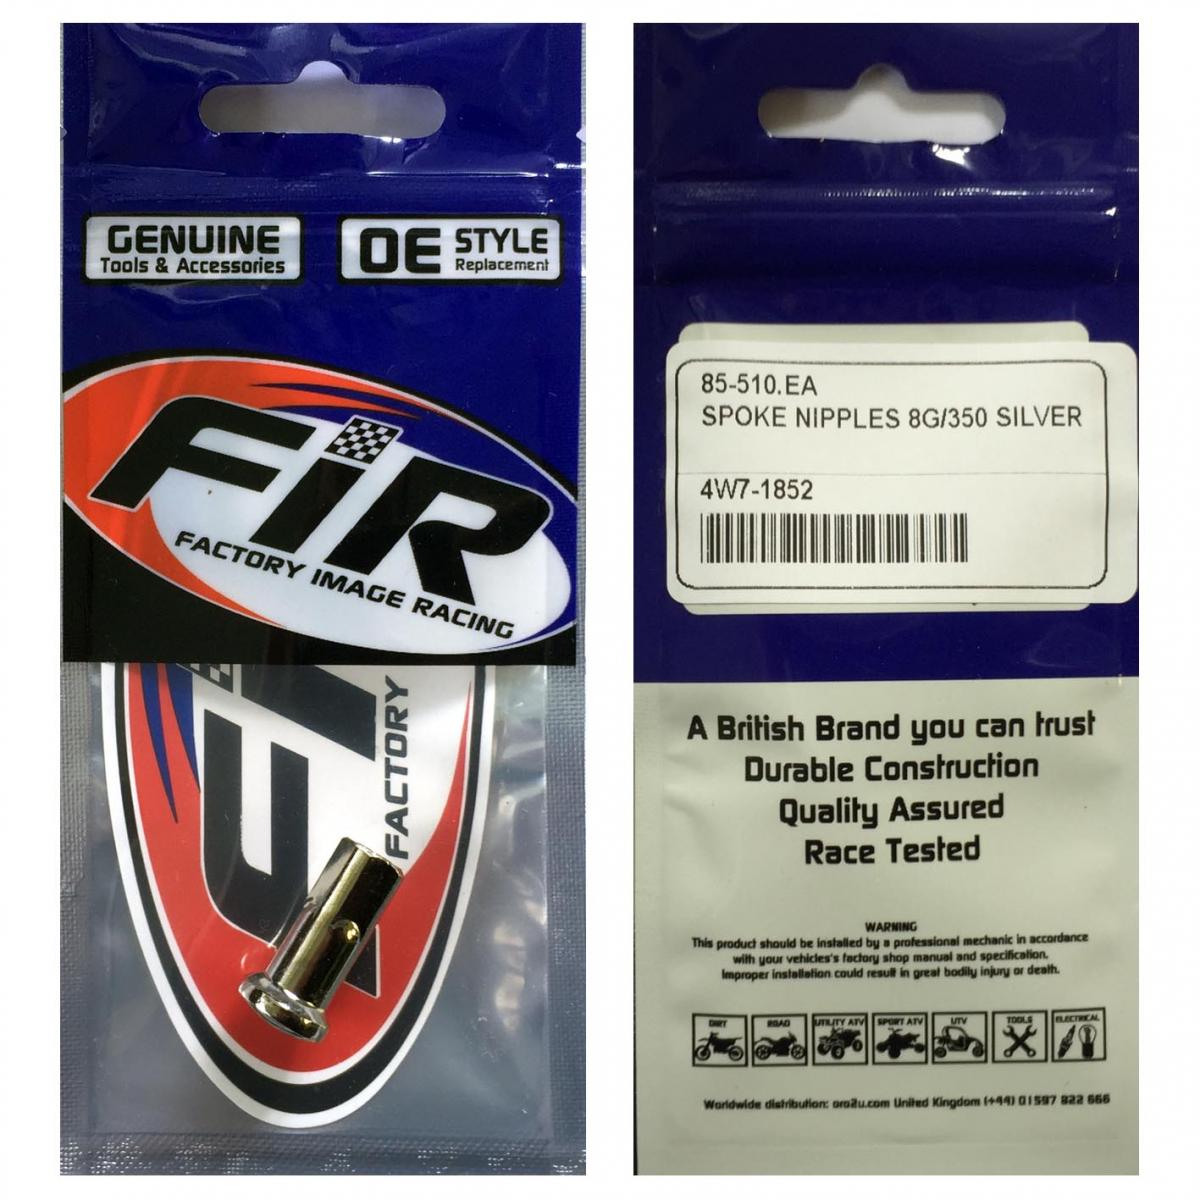 GENUINE
Tools & Accessories
OE STYLE
Replacement
FiR
FACTORY IMAGE RACING
FACTORY
85-510.EA
SPOKE NIPPLES 8G/350 SILVER
4W7-1852
A British Brand you can trust
Durable Construction
Quality Assured
Race Tested
WARNING
This product should be installed by a professional mechanic in accordance
with your vehicles's factory shop manual and specification.
Improper installation could result in great bodily injury or death.
DIRT ROAD UTILITY ATV SPORT ATV UTV TOOLS ELECTRICAL
Worldwide distribution: oro2u.com United Kingdom (+44) 01597 822 666